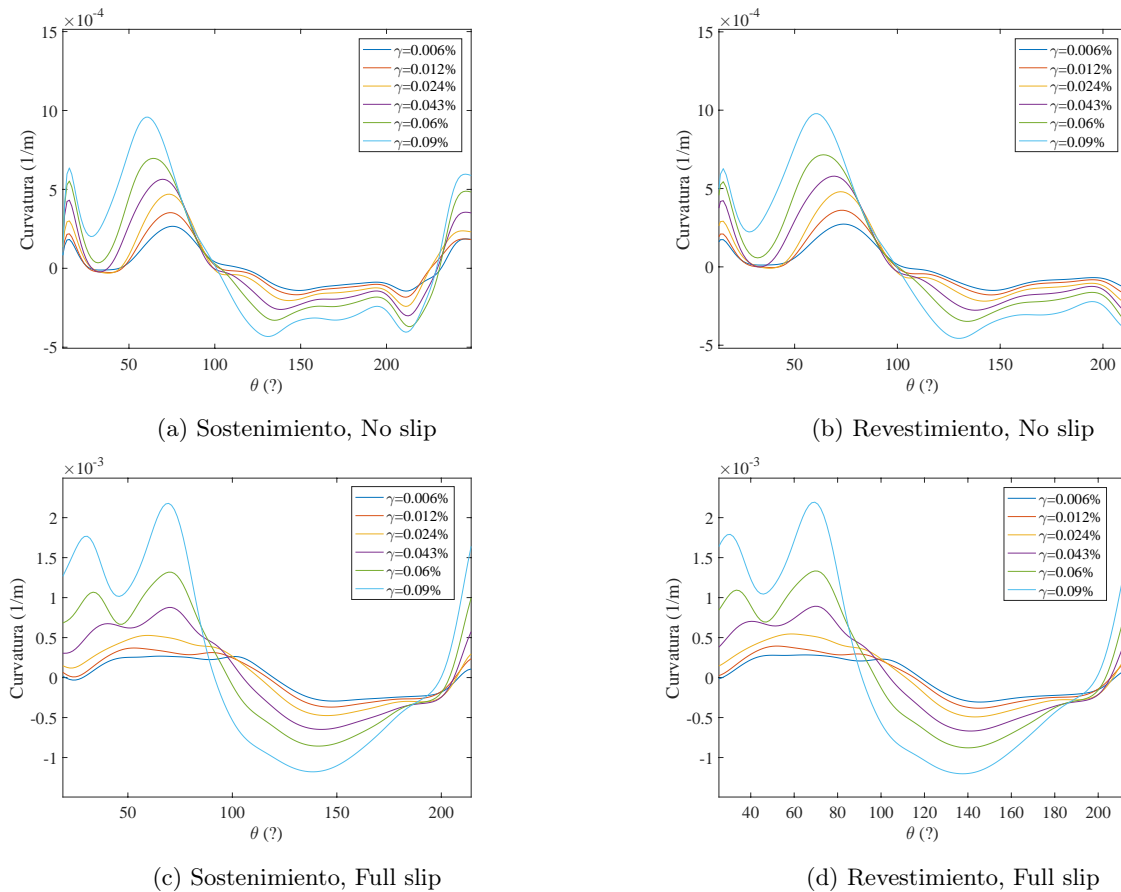 ×10-4
15
10
5
0
-5
Curvatura (1/m)
50
100
150
200
θ (?)
γ=0.006%
γ=0.012%
γ=0.024%
γ=0.043%
γ=0.06%
γ=0.09%
(a) Sostenimiento, No slip
×10-4
15
10
5
0
-5
Curvatura (1/m)
50
100
150
200
θ (?)
γ=0.006%
γ=0.012%
γ=0.024%
γ=0.043%
γ=0.06%
γ=0.09%
(b) Revestimiento, No slip
×10-3
2
1.5
1
0.5
0
-0.5
-1
Curvatura (1/m)
50
100
150
200
θ (?)
γ=0.006%
γ=0.012%
γ=0.024%
γ=0.043%
γ=0.06%
γ=0.09%
(c) Sostenimiento, Full slip
×10-3
2
1.5
1
0.5
0
-0.5
-1
Curvatura (1/m)
40
60
80
100
120
140
160
180
200
θ (?)
γ=0.006%
γ=0.012%
γ=0.024%
γ=0.043%
γ=0.06%
γ=0.09%
(d) Revestimiento, Full slip